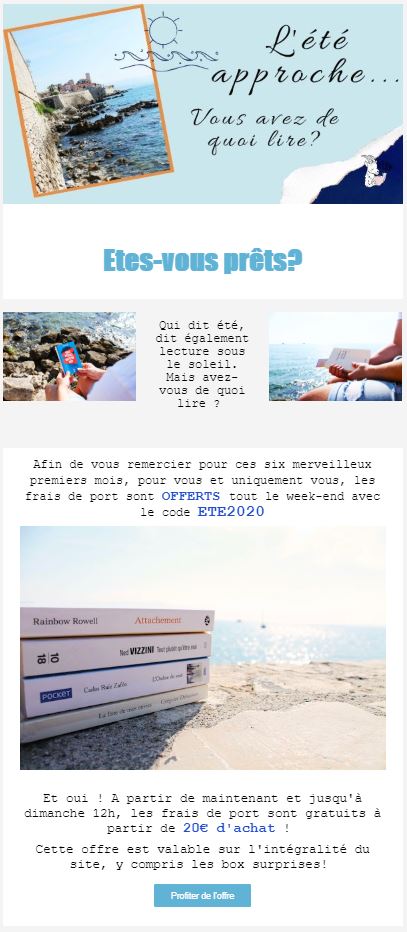 L'été
approche...
Vous avez de
quoi lire?
Etes-vous prêts?
Qui dit été,
dit également
lecture sous
le soleil.
Mais avez-
vous de quoi
lire ?
Afin de vous remercier pour ces six merveilleux
premiers mois, pour vous et uniquement vous, les
frais de port sont OFFERTS tout le week-end avec
le code ETE2020
Rainbow Rowell Attachement
10 18 Ned VIZZINI Tout plutôt qu'être moi
POCKET Carlos Ruiz Zafón L'Ombre du vent
La liste de mes envies Grégoire Delacourt
Et oui ! A partir de maintenant et jusqu'à
dimanche 12h, les frais de port sont gratuits à
partir de 20€ d'achat !
Cette offre est valable sur l'intégralité du
site, y compris les box surprises!
Profiter de l'offre